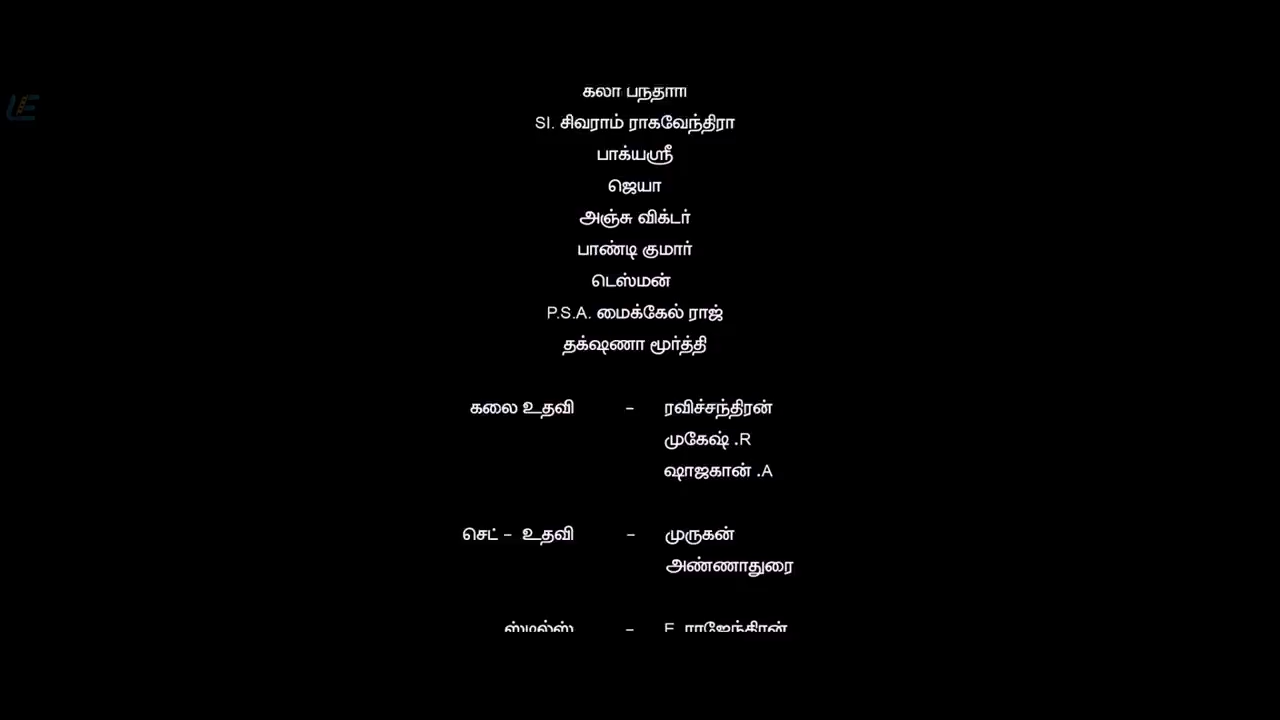 கலா
SI. சிவராம் ராகவேந்திரா
பாக்யஸ்ரீ
ஜெயா
அஞ்சு விக்டர்
பாண்டி குமார்
டெஸ்மன்
P.S.A. மைக்கேல் ராஜ்
தக்ஷணா மூர்த்தி
கலை உதவி – ரவிச்சந்திரன்
முகேஷ் .R
ஷாஜகான் .A
செட் – உதவி – முருகன்
அண்ணாதுரை
ஸ்டில்ஸ் – ராஜேந்திரன்